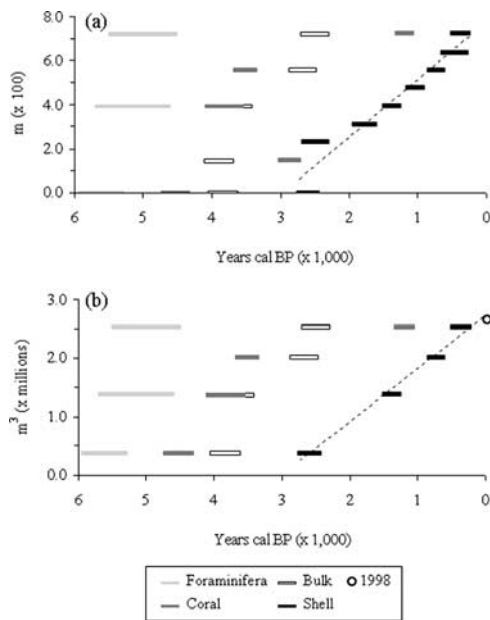 (a)
m (x 100)
8.0
6.0
4.0
2.0
0.0
6 5 4 3 2 1 0
Years cal BP (x 1,000)
(b)
m³ (x millions)
3.0
2.0
1.0
0.0
6 5 4 3 2 1 0
Years cal BP (x 1,000)
Foraminifera Bulk 1998
Coral Shell